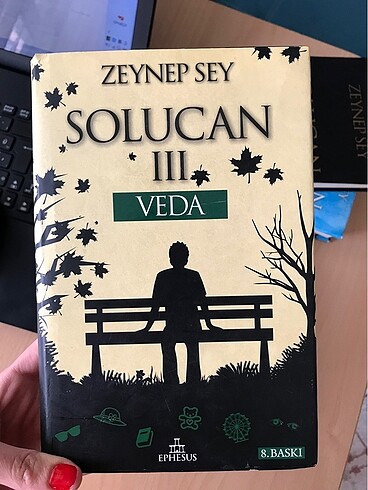 ZEYNEP SEY
SOLUCAN
III
VEDA
EPHESUS
8. BASKI
ZEYNEP SEY